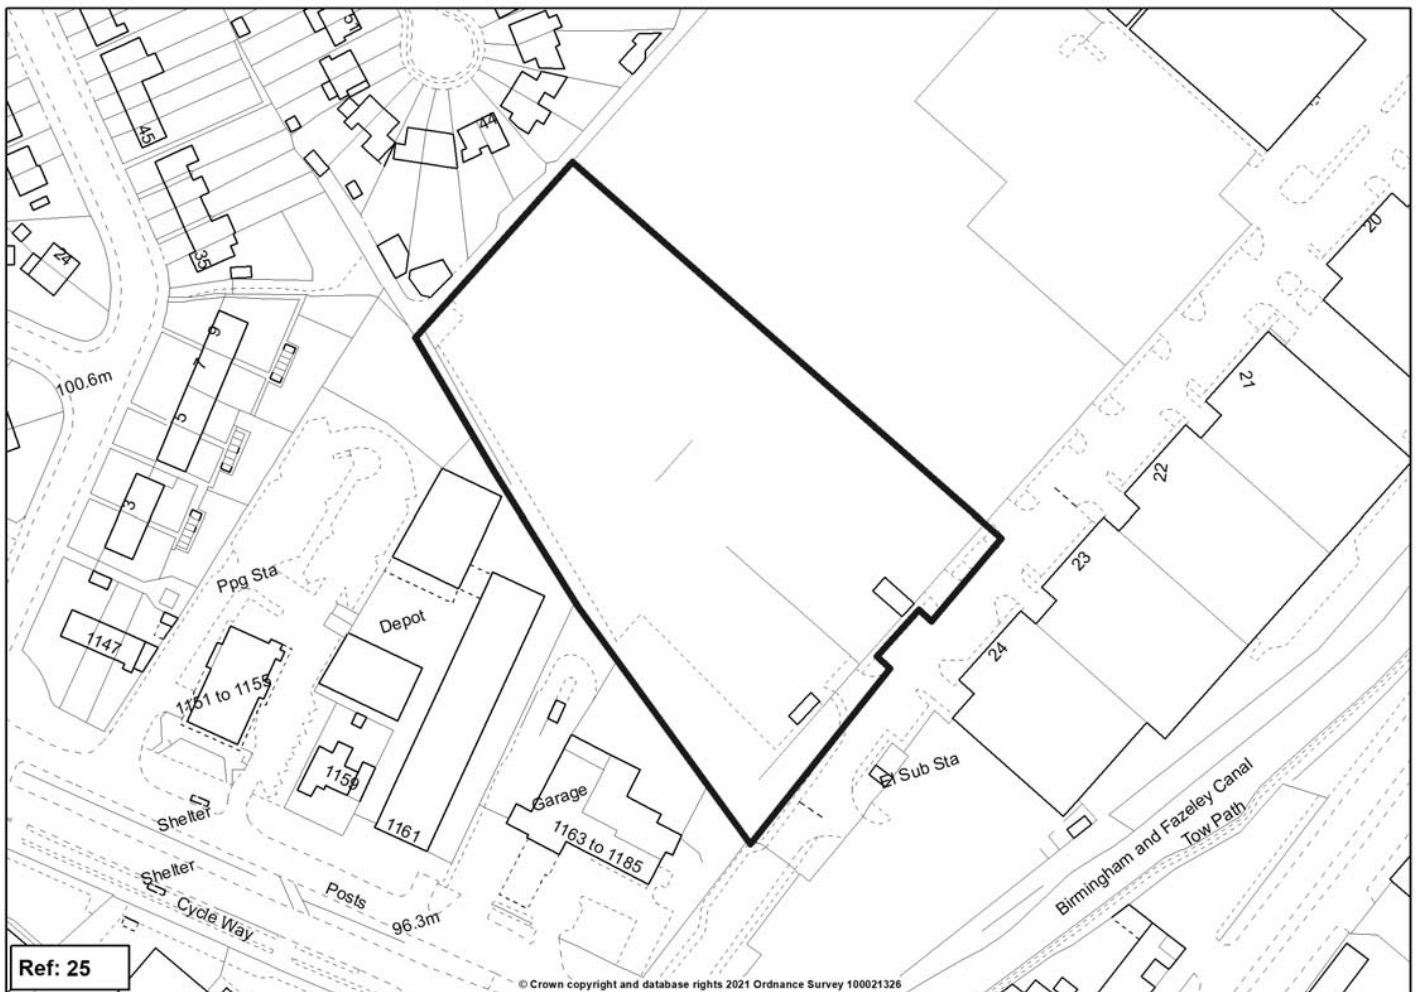 51
45
44
35
24
20
9
7
5
3
100.6m
21
22
23
24
Ppg Sta
Depot
1147
1151 to 1155
1159
1161
Garage
1163 to 1185
El Sub Sta
Birmingham and Fazeley Canal
Tow Path
Shelter
Shelter
Posts
Cycle Way
96.3m
Ref: 25
© Crown copyright and database rights 2021 Ordnance Survey 100021326